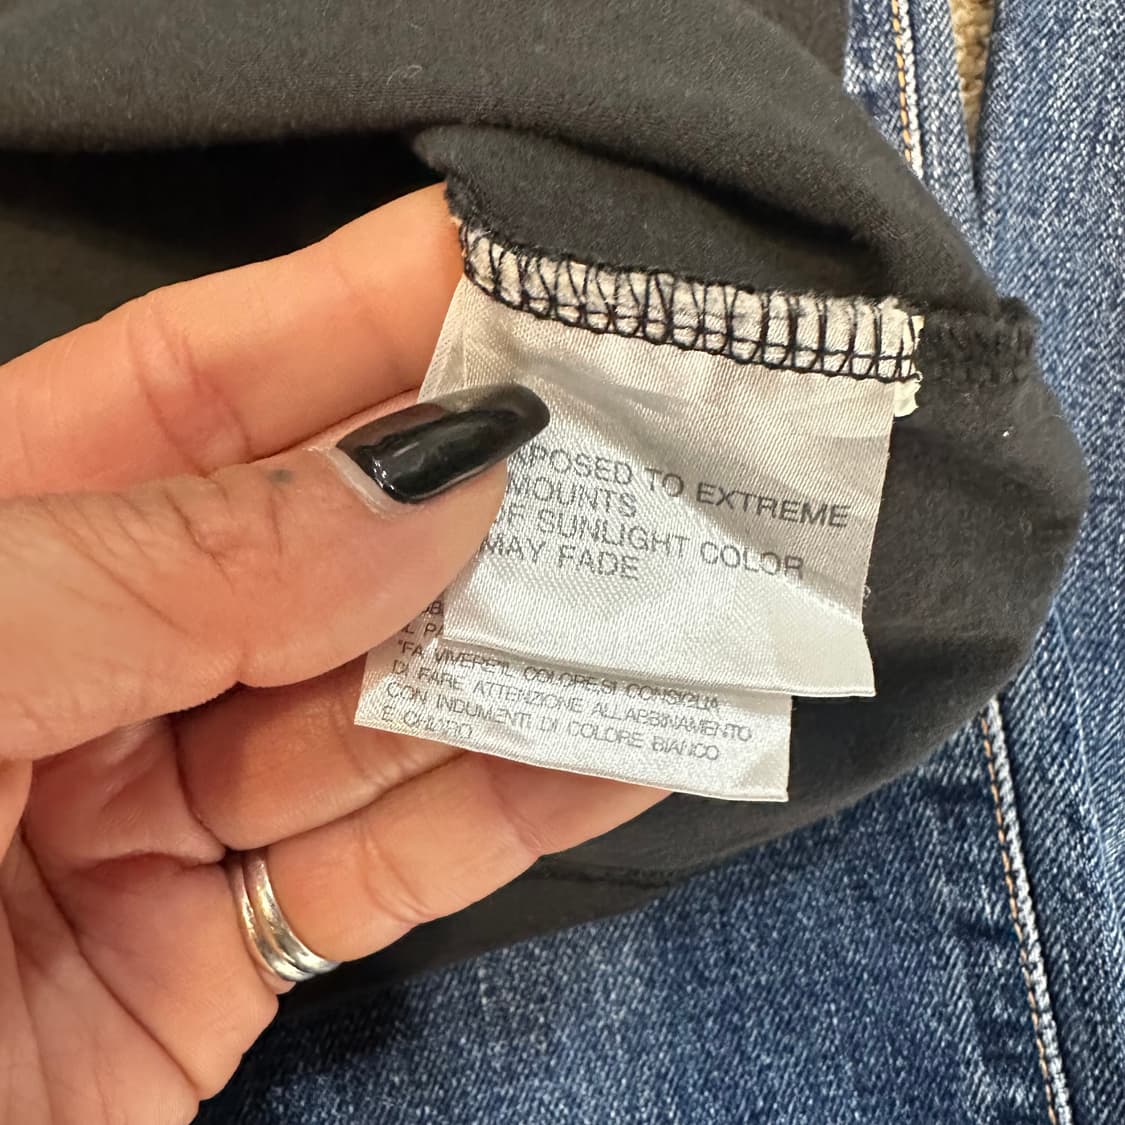 POSED TO EXTREME
MOUNTS
OF SUNLIGHT COLOR
MAY FADE
"FA VIVERE"IL COLORE.SI CONSIGLIA
DI FARE ATTENZIONE ALL'ABBINAMENTO
CON INDUMENTI DI COLORE BIANCO
E CHIARO